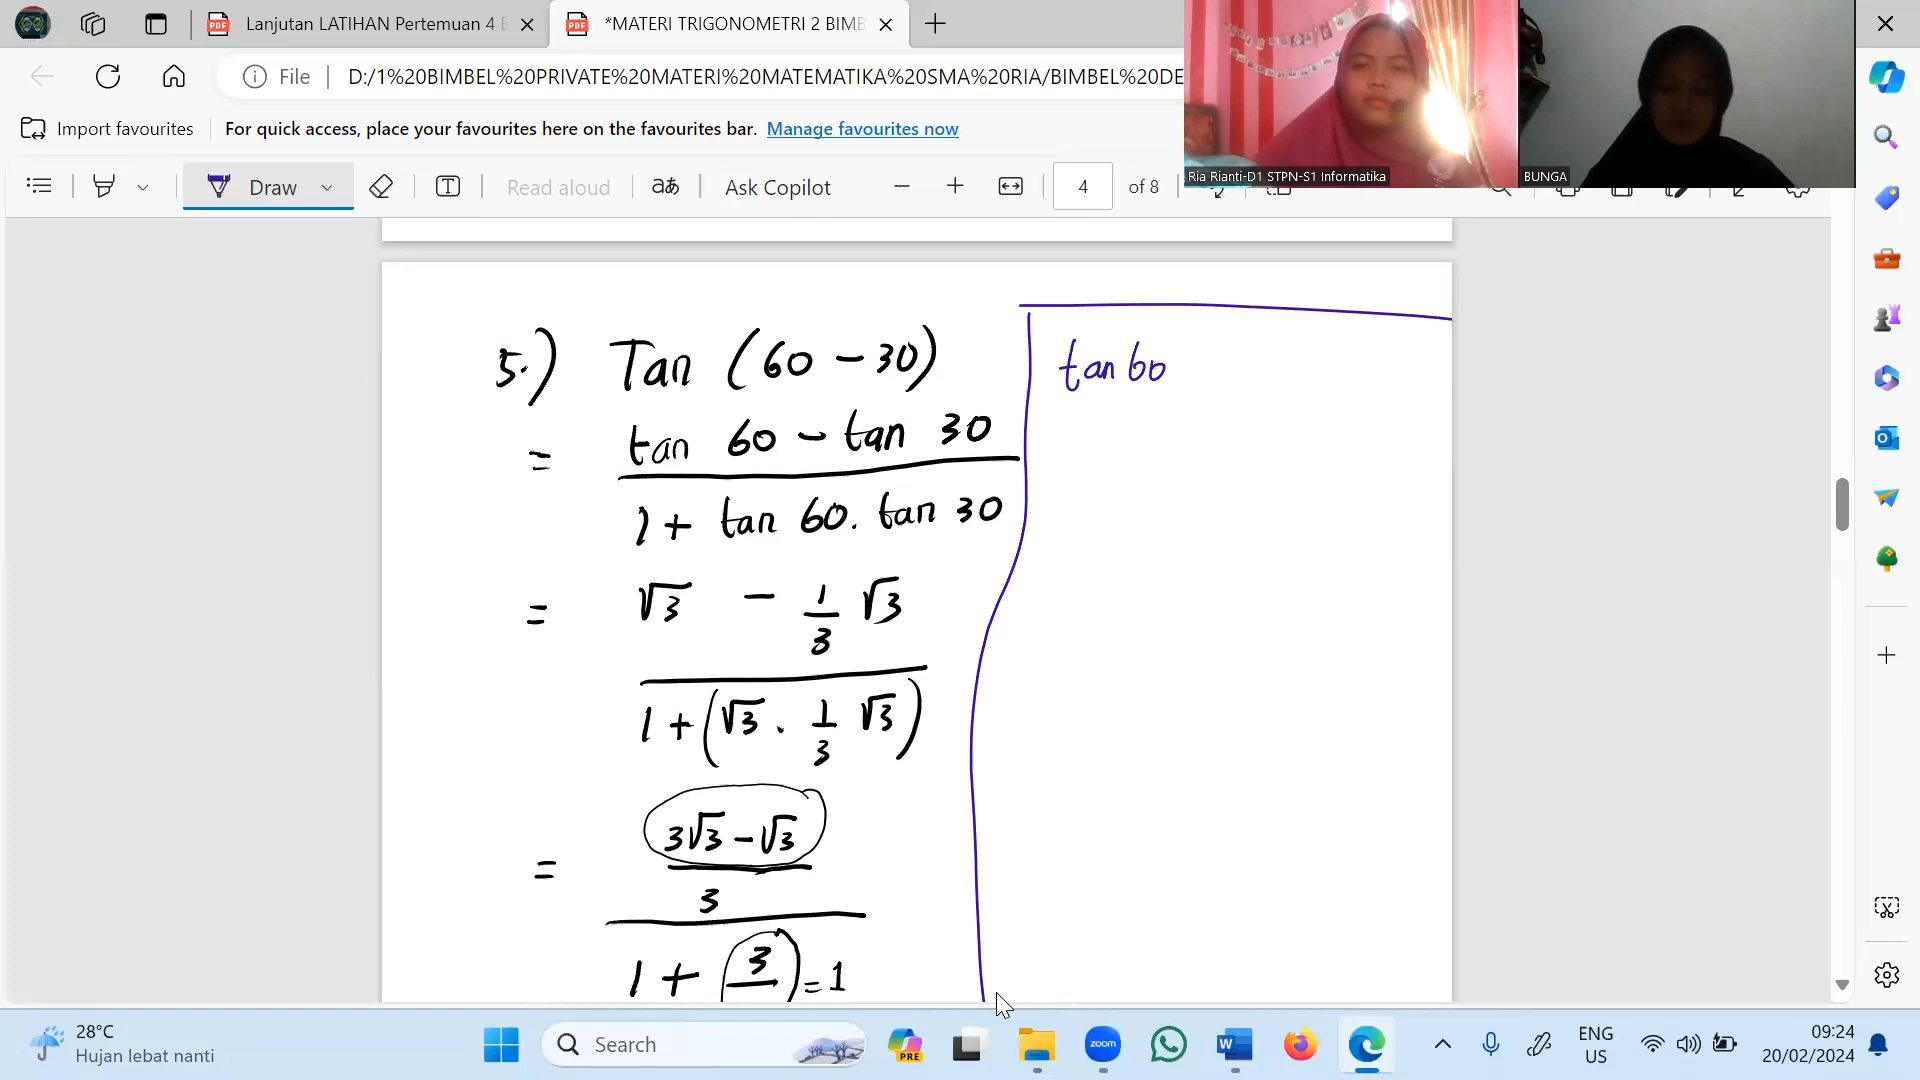 Lanjutan LATIHAN Pertemuan 4 B
*MATERI TRIGONOMETRI 2 BIMB
File
D:/1%20BIMBEL%20PRIVATE%20MATERI%20MATEMATIKA%20SMA%20RIA/BIMBEL%20DE
Import favourites
For quick access, place your favourites here on the favourites bar. Manage favourites now
Draw
Read aloud
aあ
Ask Copilot
4 of 8
Ria Rianti-D1 STPN-S1 Informatika
BUNGA
5.) Tan (60 - 30)
= tan 60 - tan 30
1 + tan 60 . tan 30
= √3 - 1/3 √3
1 + (√3 . 1/3 √3)
= 3√3 - √3
3
1 + (3) = 1
tan 60
28°C
Hujan lebat nanti
Search
PRE
zoom
ENG
US
09:24
20/02/2024